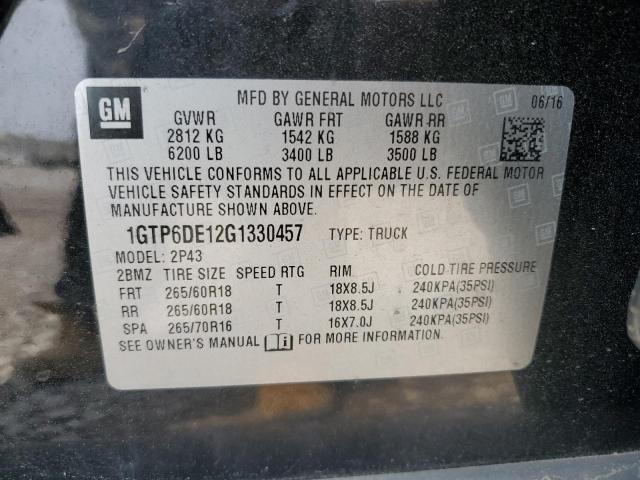 GM
MFD BY GENERAL MOTORS LLC 06/16
GVWR GAWR FRT GAWR RR
2812 KG 1542 KG 1588 KG
6200 LB 3400 LB 3500 LB
THIS VEHICLE CONFORMS TO ALL APPLICABLE U.S. FEDERAL MOTOR
VEHICLE SAFETY STANDARDS IN EFFECT ON THE DATE OF
MANUFACTURE SHOWN ABOVE.
1GTP6DE12G1330457 TYPE: TRUCK
MODEL: 2P43
2BMZ TIRE SIZE SPEED RTG RIM COLD TIRE PRESSURE
FRT 265/60R18 T 18X8.5J 240KPA(35PSI)
RR 265/60R18 T 18X8.5J 240KPA(35PSI)
SPA 265/70R16 T 16X7.0J 240KPA(35PSI)
SEE OWNER'S MANUAL i FOR MORE INFORMATION.